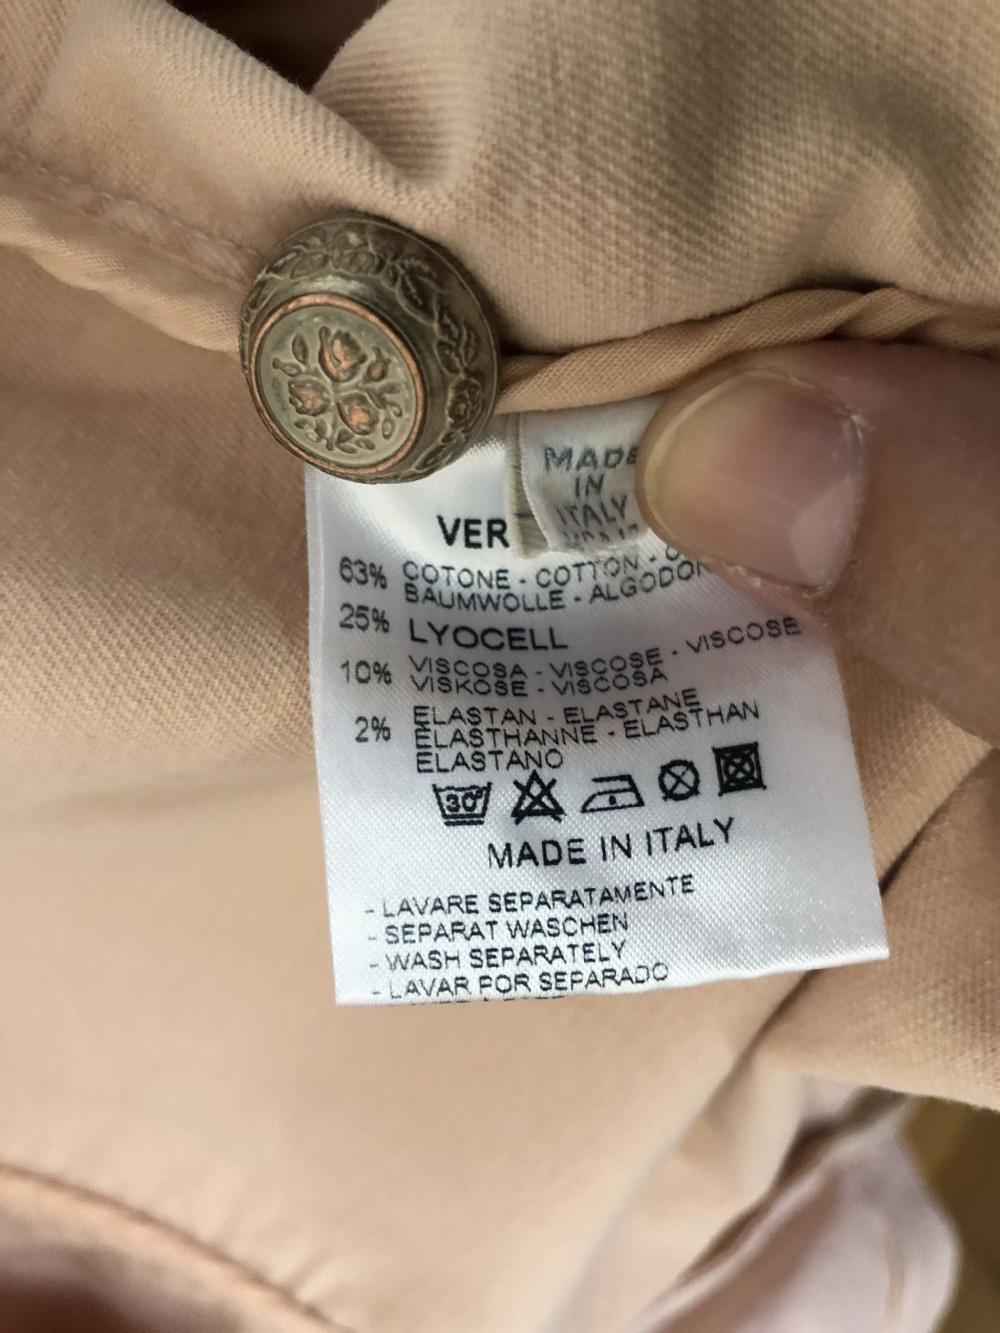 MADE
IN
ITALY
VER
63% COTONE - COTTON -
BAUMWOLLE - ALGODON
25% LYOCELL
10% VISCOSA - VISCOSE - VISCOSE
VISKOSE - VISCOSA
2% ELASTAN - ELASTANE
ELASTHANNE - ELASTHAN
ELASTANO
30°
MADE IN ITALY
- LAVARE SEPARATAMENTE
- SEPARAT WASCHEN
- WASH SEPARATELY
- LAVAR POR SEPARADO